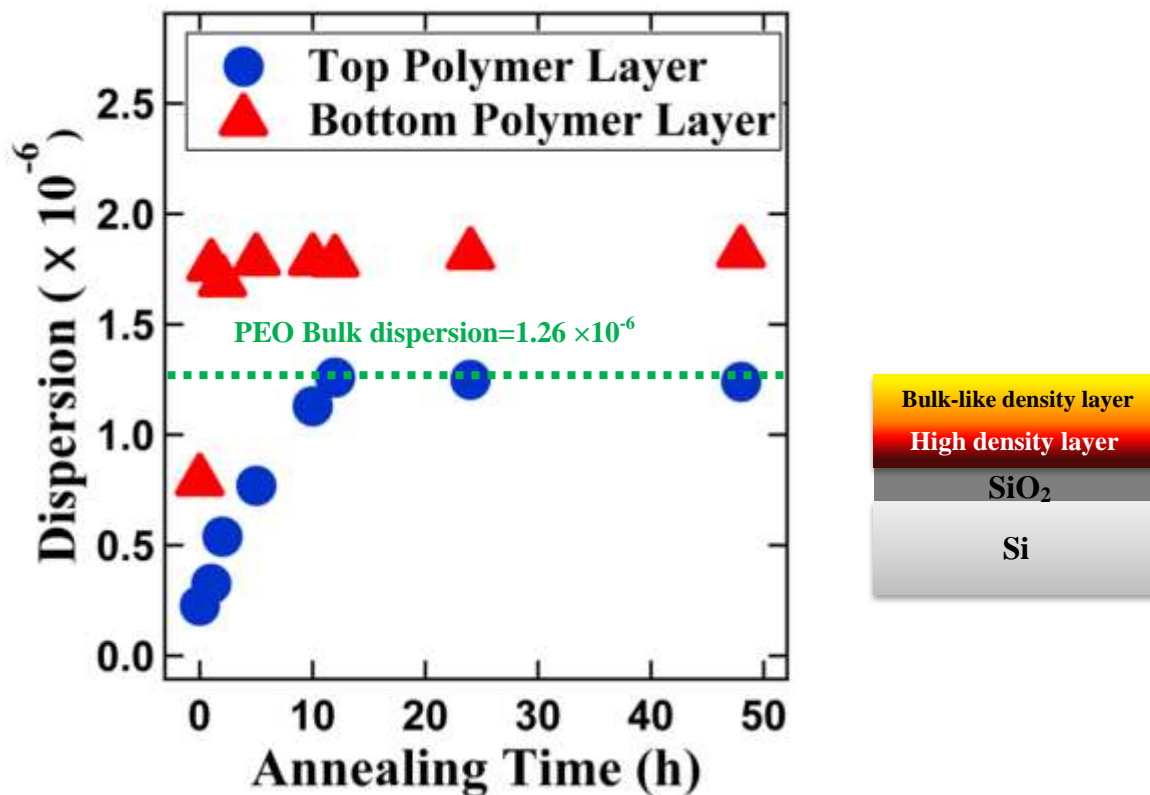 Top Polymer Layer
Bottom Polymer Layer
2.5
2.0
1.5
1.0
0.5
0.0
Dispersion ( × 10⁻⁶)
PEO Bulk dispersion=1.26 ×10⁻⁶
0 10 20 30 40 50
Annealing Time (h)
Bulk-like density layer
High density layer
SiO₂
Si